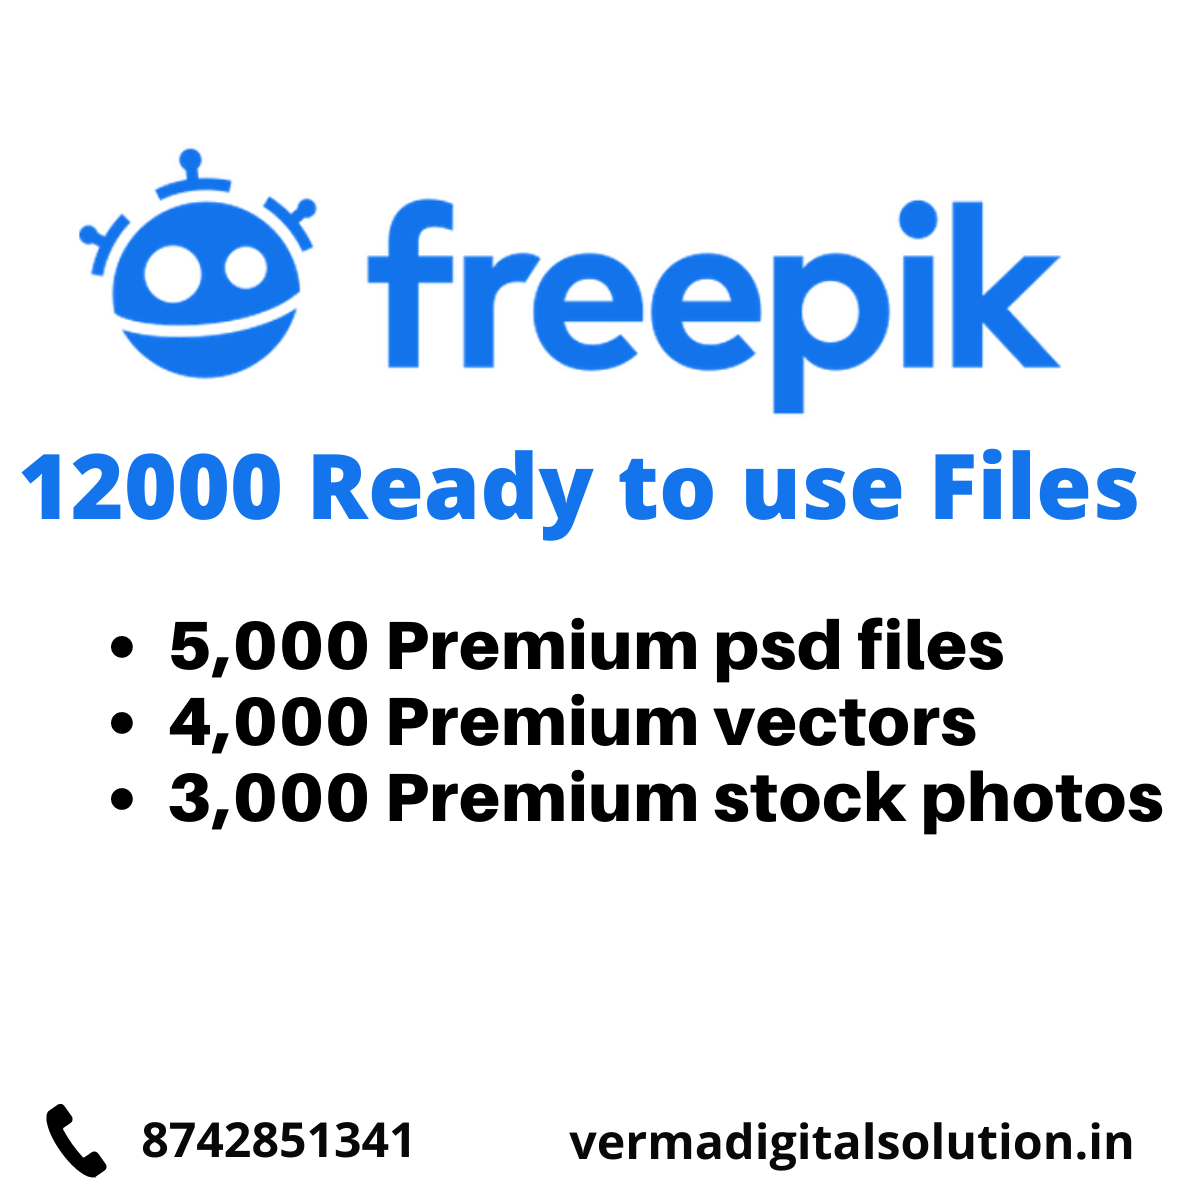 freepik
12000 Ready to use Files
• 5,000 Premium psd files
• 4,000 Premium vectors
• 3,000 Premium stock photos
8742851341
vermadigitalsolution.in